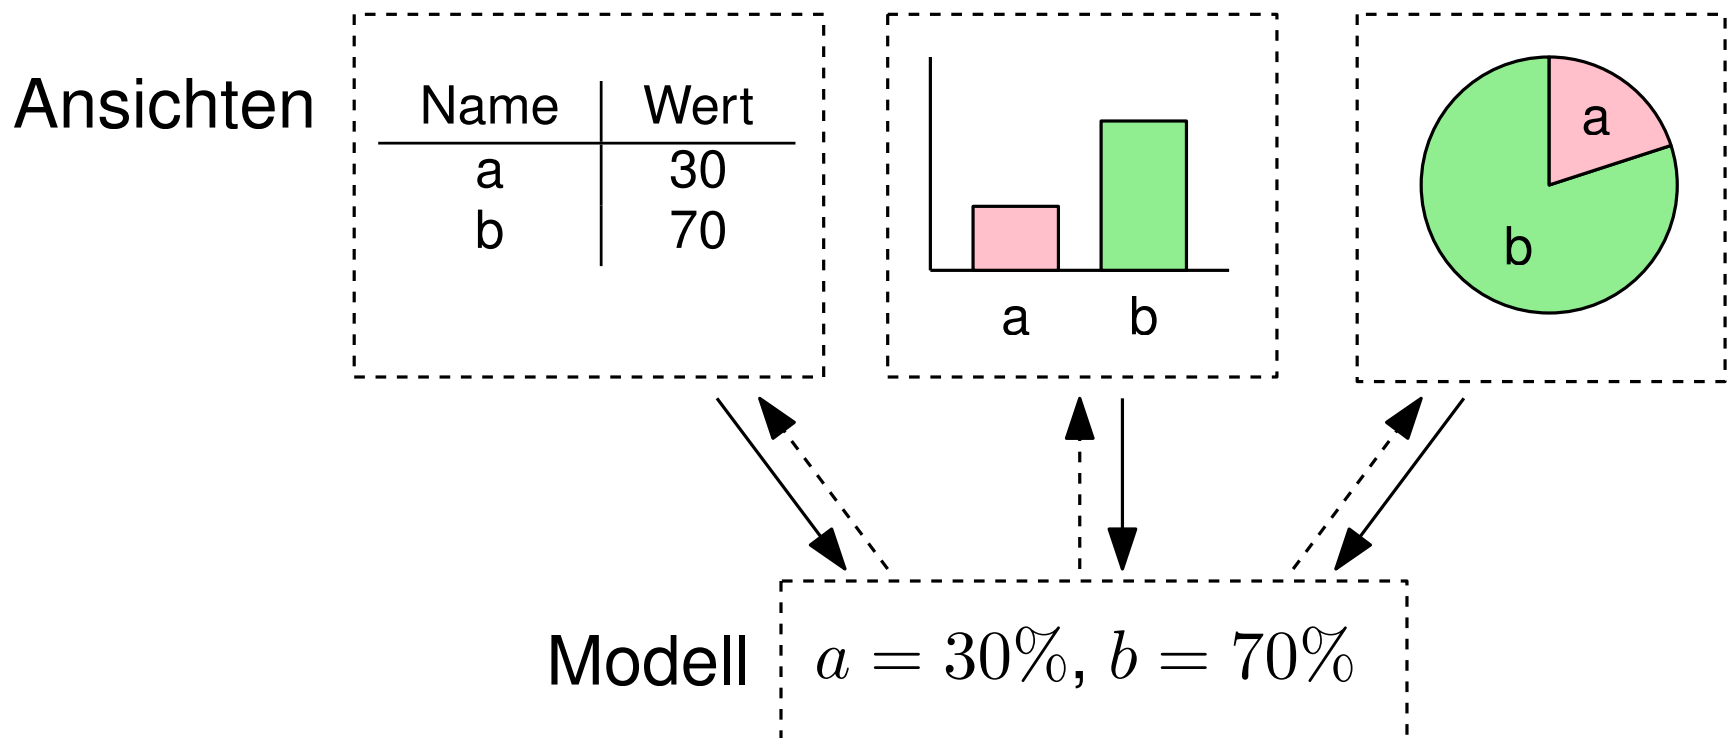 Ansichten
Name Wert
a 30
b 70
a b
a
b
Modell
a = 30%, b = 70%